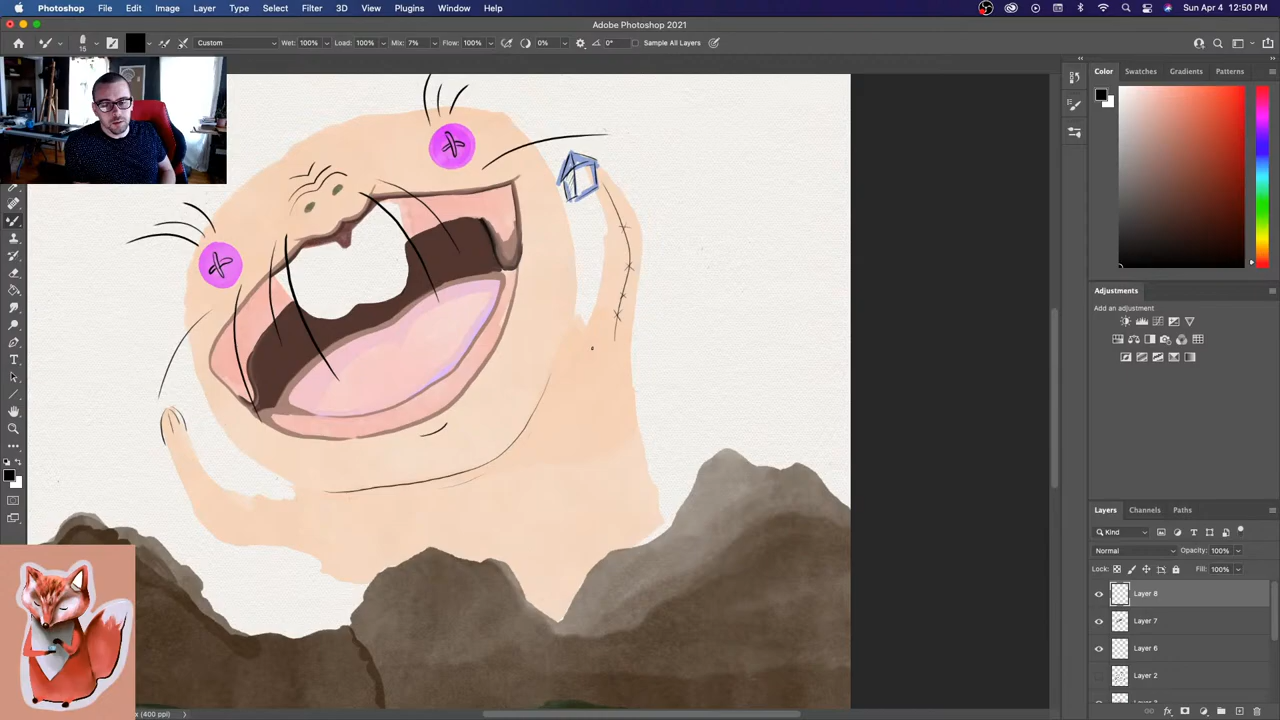 Photoshop File Edit Image Layer Type Select Filter 3D View Plugins Window Help Sun Apr 4 12:50 PM
Adobe Photoshop 2021
15 Custom Wet: 100% Load: 100% Mix: 7% Flow: 100% 0% 0° Sample All Layers
Color Swatches Gradients Patterns
Adjustments
Add an adjustment
Layers Channels Paths
Kind
Normal Opacity: 100%
Lock: Fill: 100%
Layer 8
Layer 7
Layer 6
Layer 2
(400 ppi)